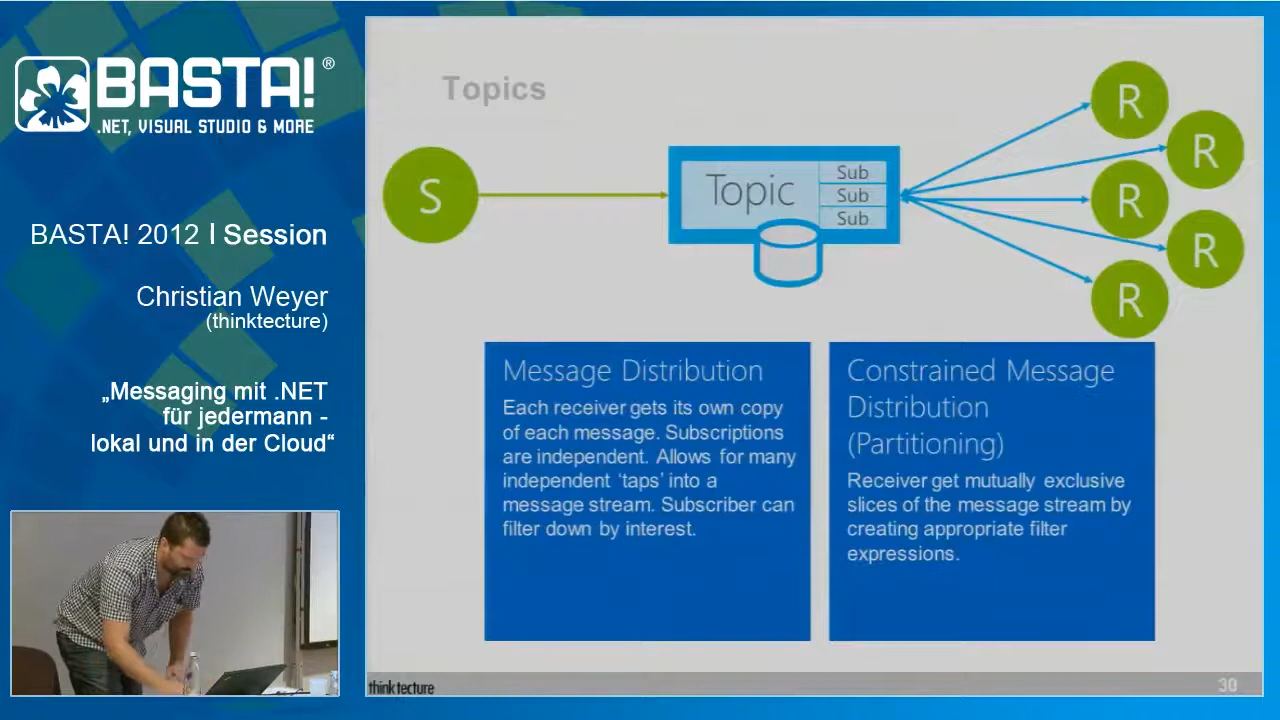 BASTA!®
.NET, VISUAL STUDIO & MORE
BASTA! 2012 I Session
Christian Weyer
(thinktecture)
„Messaging mit .NET
für jedermann -
lokal und in der Cloud“
Topics
S
Topic
Sub
Sub
Sub
R
R
R
R
R
Message Distribution
Each receiver gets its own copy
of each message. Subscriptions
are independent. Allows for many
independent ‘taps’ into a
message stream. Subscriber can
filter down by interest.
Constrained Message
Distribution
(Partitioning)
Receiver get mutually exclusive
slices of the message stream by
creating appropriate filter
expressions.
thinktecture
30